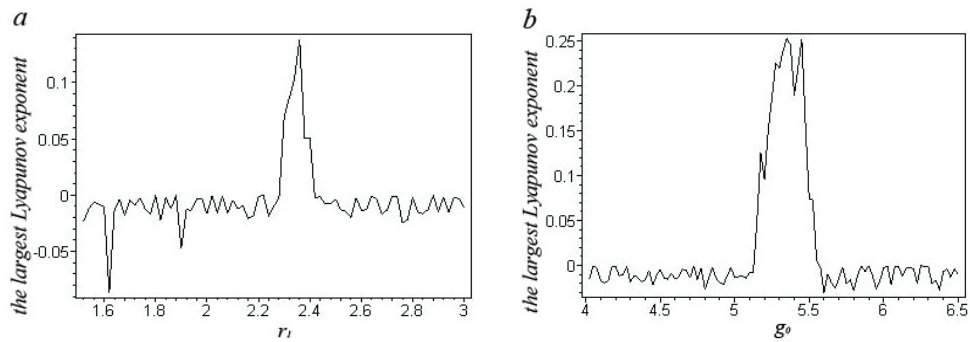 a
the largest Lyapunov exponent
0.1
0.05
0
-0.05
1.6 1.8 2 2.2 2.4 2.6 2.8 3
r₁
b
the largest Lyapunov exponent
0.25
0.2
0.15
0.1
0.05
0
4 4.5 5 5.5 6 6.5
g₀